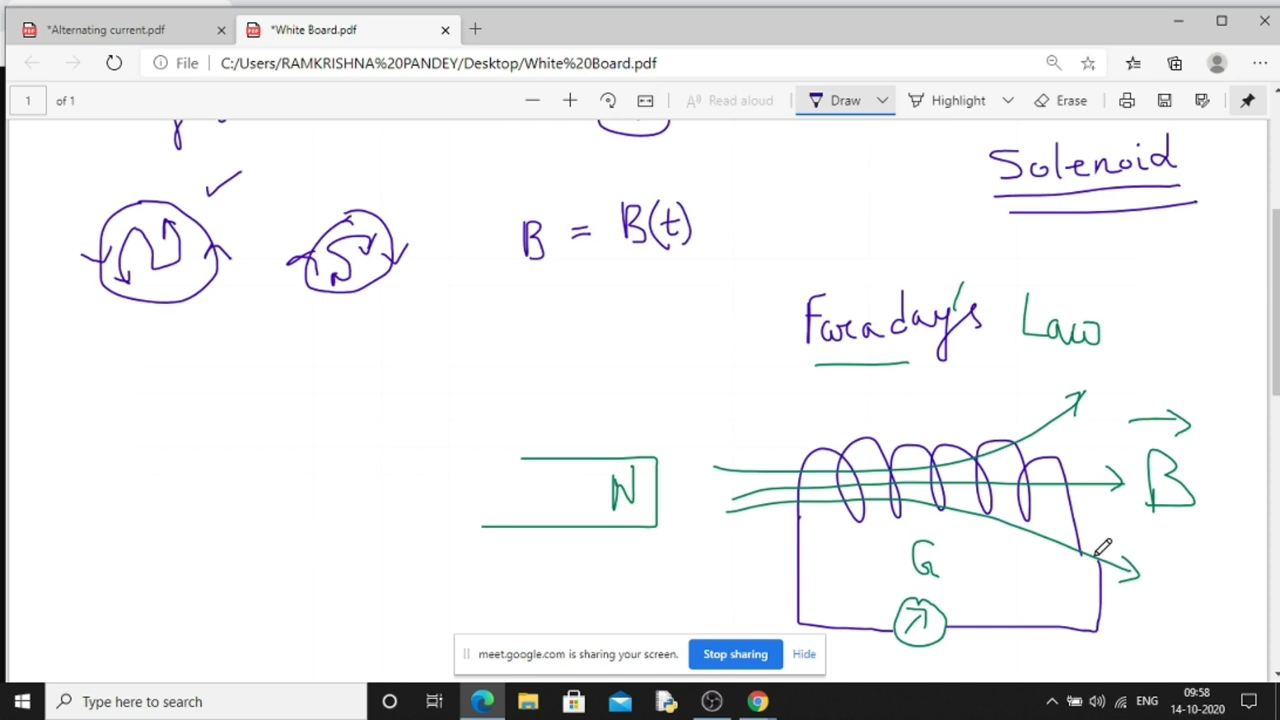 *Alternating current.pdf
*White Board.pdf
File C:/Users/RAMKRISHNA%20PANDEY/Desktop/White%20Board.pdf
1 of 1
Read aloud
Draw
Highlight
Erase
Solenoid
B = B(t)
Faraday's Law
N
B
G
meet.google.com is sharing your screen. Stop sharing Hide
Type here to search
ENG
09:58
14-10-2020